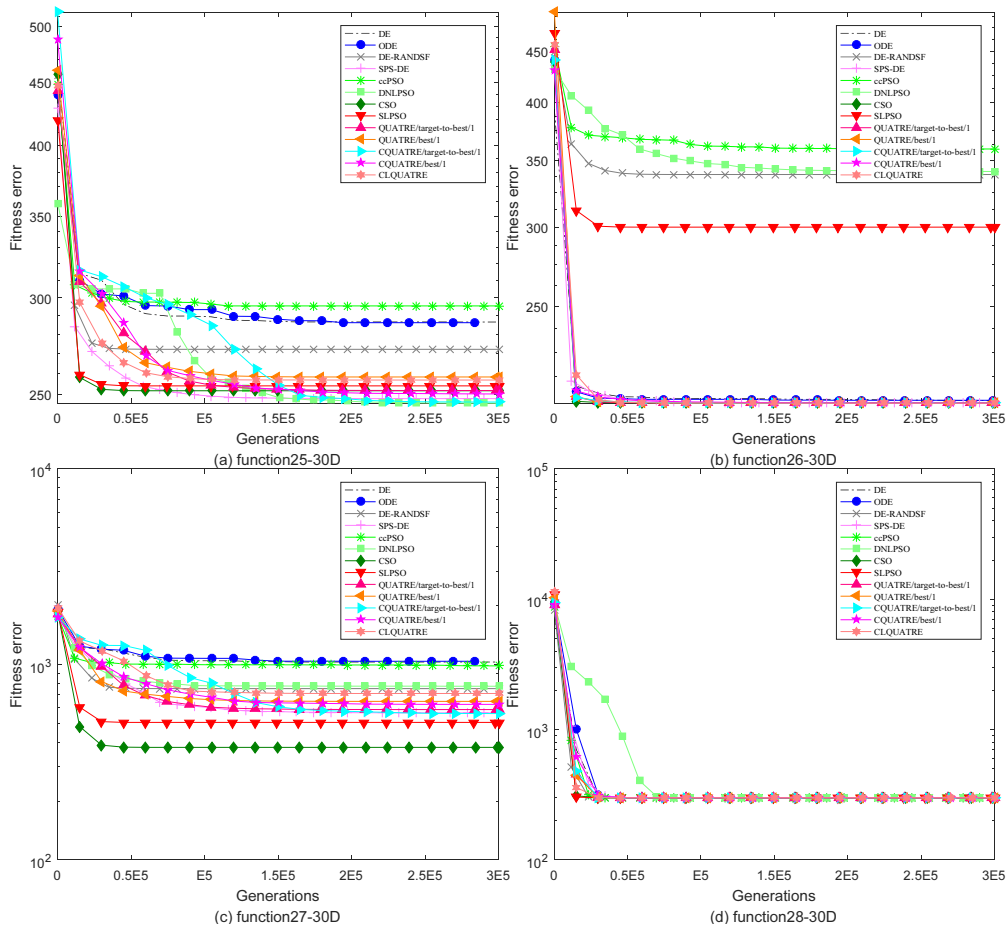 500
450
400
350
300
250
Fitness error
0
0.5E5
E5
1.5E5
2E5
2.5E5
3E5
Generations
(a) function25-30D
DE
ODE
DE-RANDSF
SPS-DE
ccPSO
DNLPSO
CSO
SLPSO
QUATRE/target-to-best/1
QUATRE/best/1
CQUATRE/target-to-best/1
CQUATRE/best/1
CLQUATRE
450
400
350
300
250
Fitness error
0
0.5E5
E5
1.5E5
2E5
2.5E5
3E5
Generations
(b) function26-30D
DE
ODE
DE-RANDSF
SPS-DE
ccPSO
DNLPSO
CSO
SLPSO
QUATRE/target-to-best/1
QUATRE/best/1
CQUATRE/target-to-best/1
CQUATRE/best/1
CLQUATRE
10^4
10^3
10^2
Fitness error
0
0.5E5
E5
1.5E5
2E5
2.5E5
3E5
Generations
(c) function27-30D
DE
ODE
DE-RANDSF
SPS-DE
ccPSO
DNLPSO
CSO
SLPSO
QUATRE/target-to-best/1
QUATRE/best/1
CQUATRE/target-to-best/1
CQUATRE/best/1
CLQUATRE
10^5
10^4
10^3
10^2
Fitness error
0
0.5E5
E5
1.5E5
2E5
2.5E5
3E5
Generations
(d) function28-30D
DE
ODE
DE-RANDSF
SPS-DE
ccPSO
DNLPSO
CSO
SLPSO
QUATRE/target-to-best/1
QUATRE/best/1
CQUATRE/target-to-best/1
CQUATRE/best/1
CLQUATRE